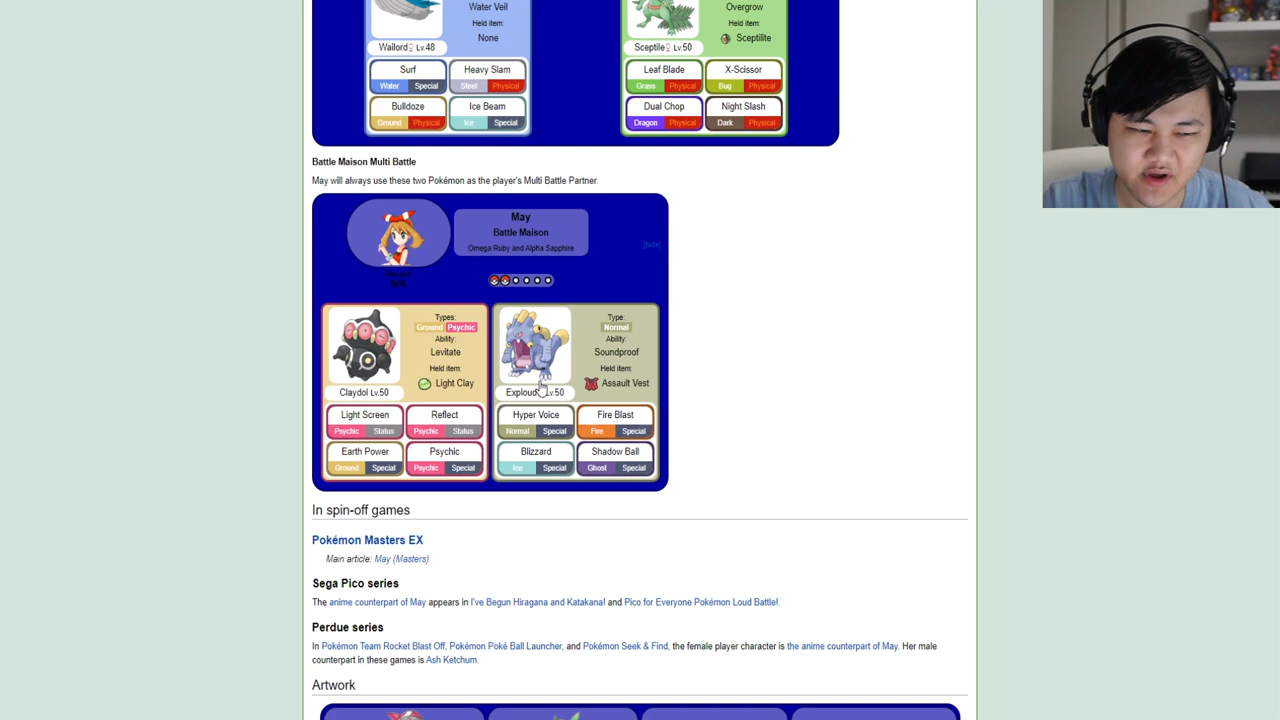 Water Veil
Held item:
None
Wailord Lv.48
Surf
Heavy Slam
Water Special
Steel Physical
Bulldoze
Ice Beam
Ground Physical
Ice Special
Overgrow
Held item:
Sceptilite
Sceptile Lv.50
Leaf Blade
X-Scissor
Grass Physical
Bug Physical
Dual Chop
Night Slash
Dragon Physical
Dark Physical
Battle Maison Multi Battle
May will always use these two Pokémon as the player's Multi Battle Partner.
May
Battle Maison
Omega Ruby and Alpha Sapphire
[hide]
Types:
Ground Psychic
Ability:
Levitate
Held item:
Light Clay
Claydol Lv.50
Light Screen
Reflect
Psychic Status
Psychic Status
Earth Power
Psychic
Ground Special
Psychic Special
Type:
Normal
Ability:
Soundproof
Held item:
Assault Vest
Exploud Lv.50
Hyper Voice
Fire Blast
Normal Special
Fire Special
Blizzard
Shadow Ball
Ice Special
Ghost Special
In spin-off games
Pokémon Masters EX
Main article: May (Masters)
Sega Pico series
The anime counterpart of May appears in I've Begun Hiragana and Katakana! and Pico for Everyone Pokémon Loud Battle!.
Perdue series
In Pokémon Team Rocket Blast Off, Pokémon Poké Ball Launcher, and Pokémon Seek & Find, the female player character is the anime counterpart of May. Her male
counterpart in these games is Ash Ketchum.
Artwork